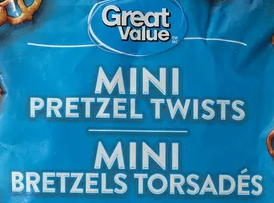 Great
Value
MINI
PRETZEL TWISTS
MINI
BRETZELS TORSADÉS